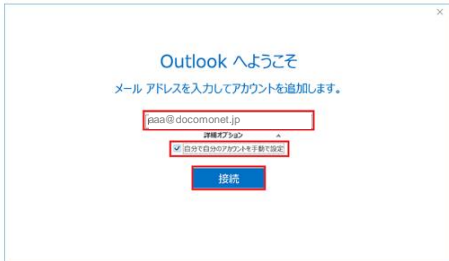 Outlook へようこそ
メール アドレスを入力してアカウントを追加します。
aaa@docomonet.jp
詳細オプション
自分で自分のアカウントを手動で設定
接続